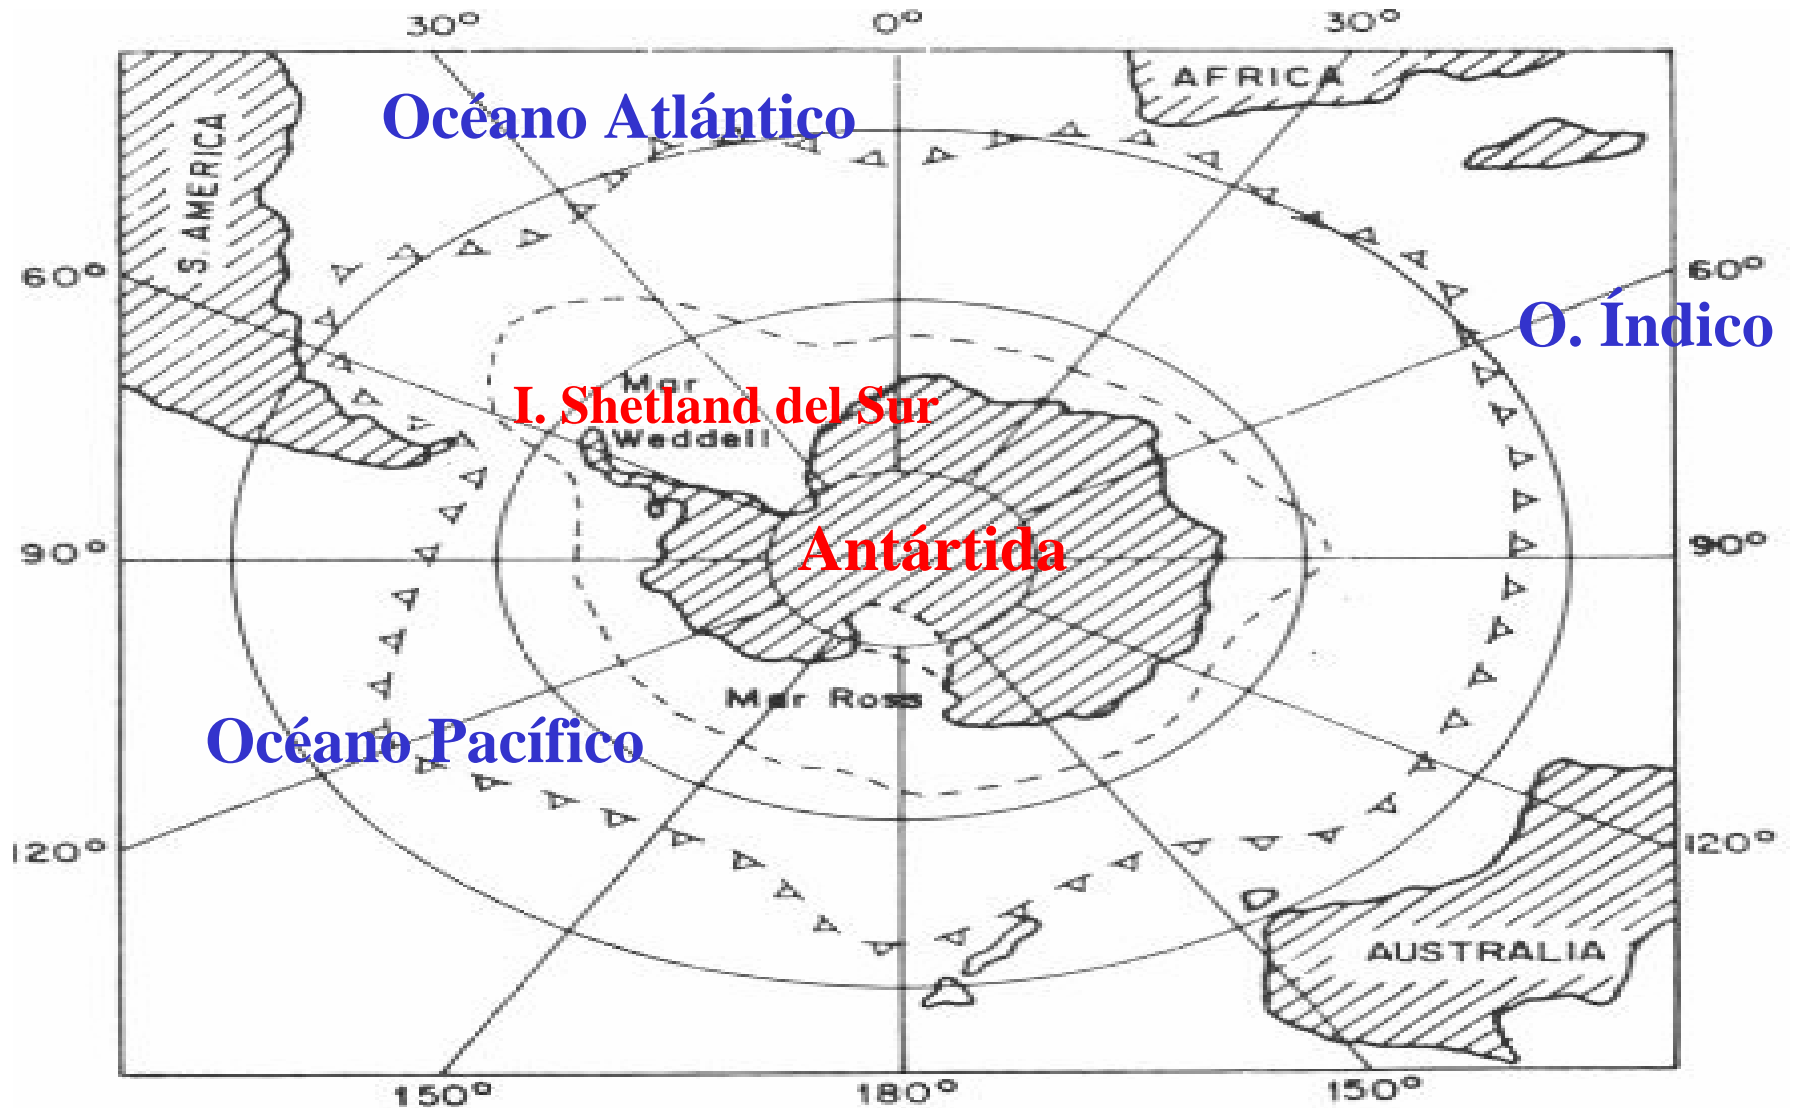 30° 0° 30°
AFRICA
Océano Atlántico
S. AMERICA
60° 60°
O. Índico
Mar
I. Shetland del Sur
Weddell
90° Antártida 90°
Mar Ross
Océano Pacífico
120° 120°
AUSTRALIA
150° 180° 150°